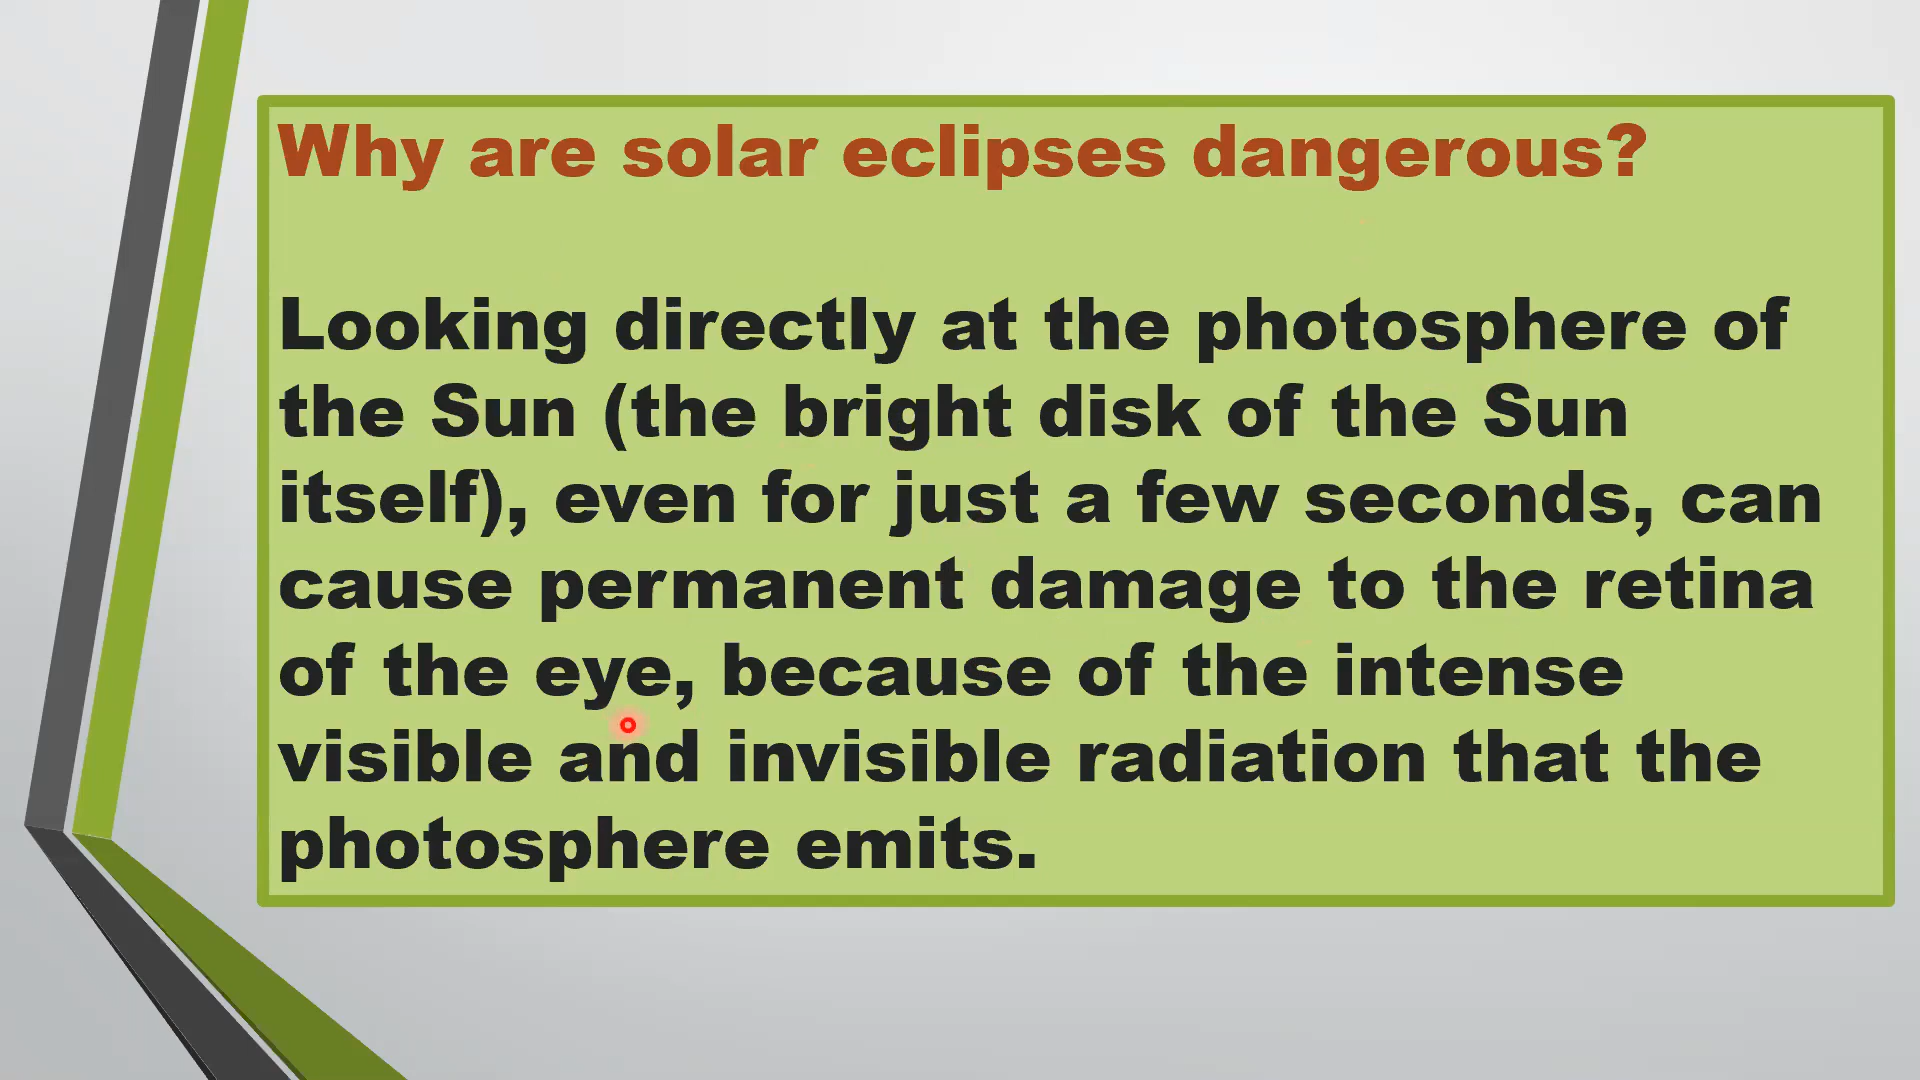 Why are solar eclipses dangerous?
Looking directly at the photosphere of
the Sun (the bright disk of the Sun
itself), even for just a few seconds, can
cause permanent damage to the retina
of the eye, because of the intense
visible and invisible radiation that the
photosphere emits.